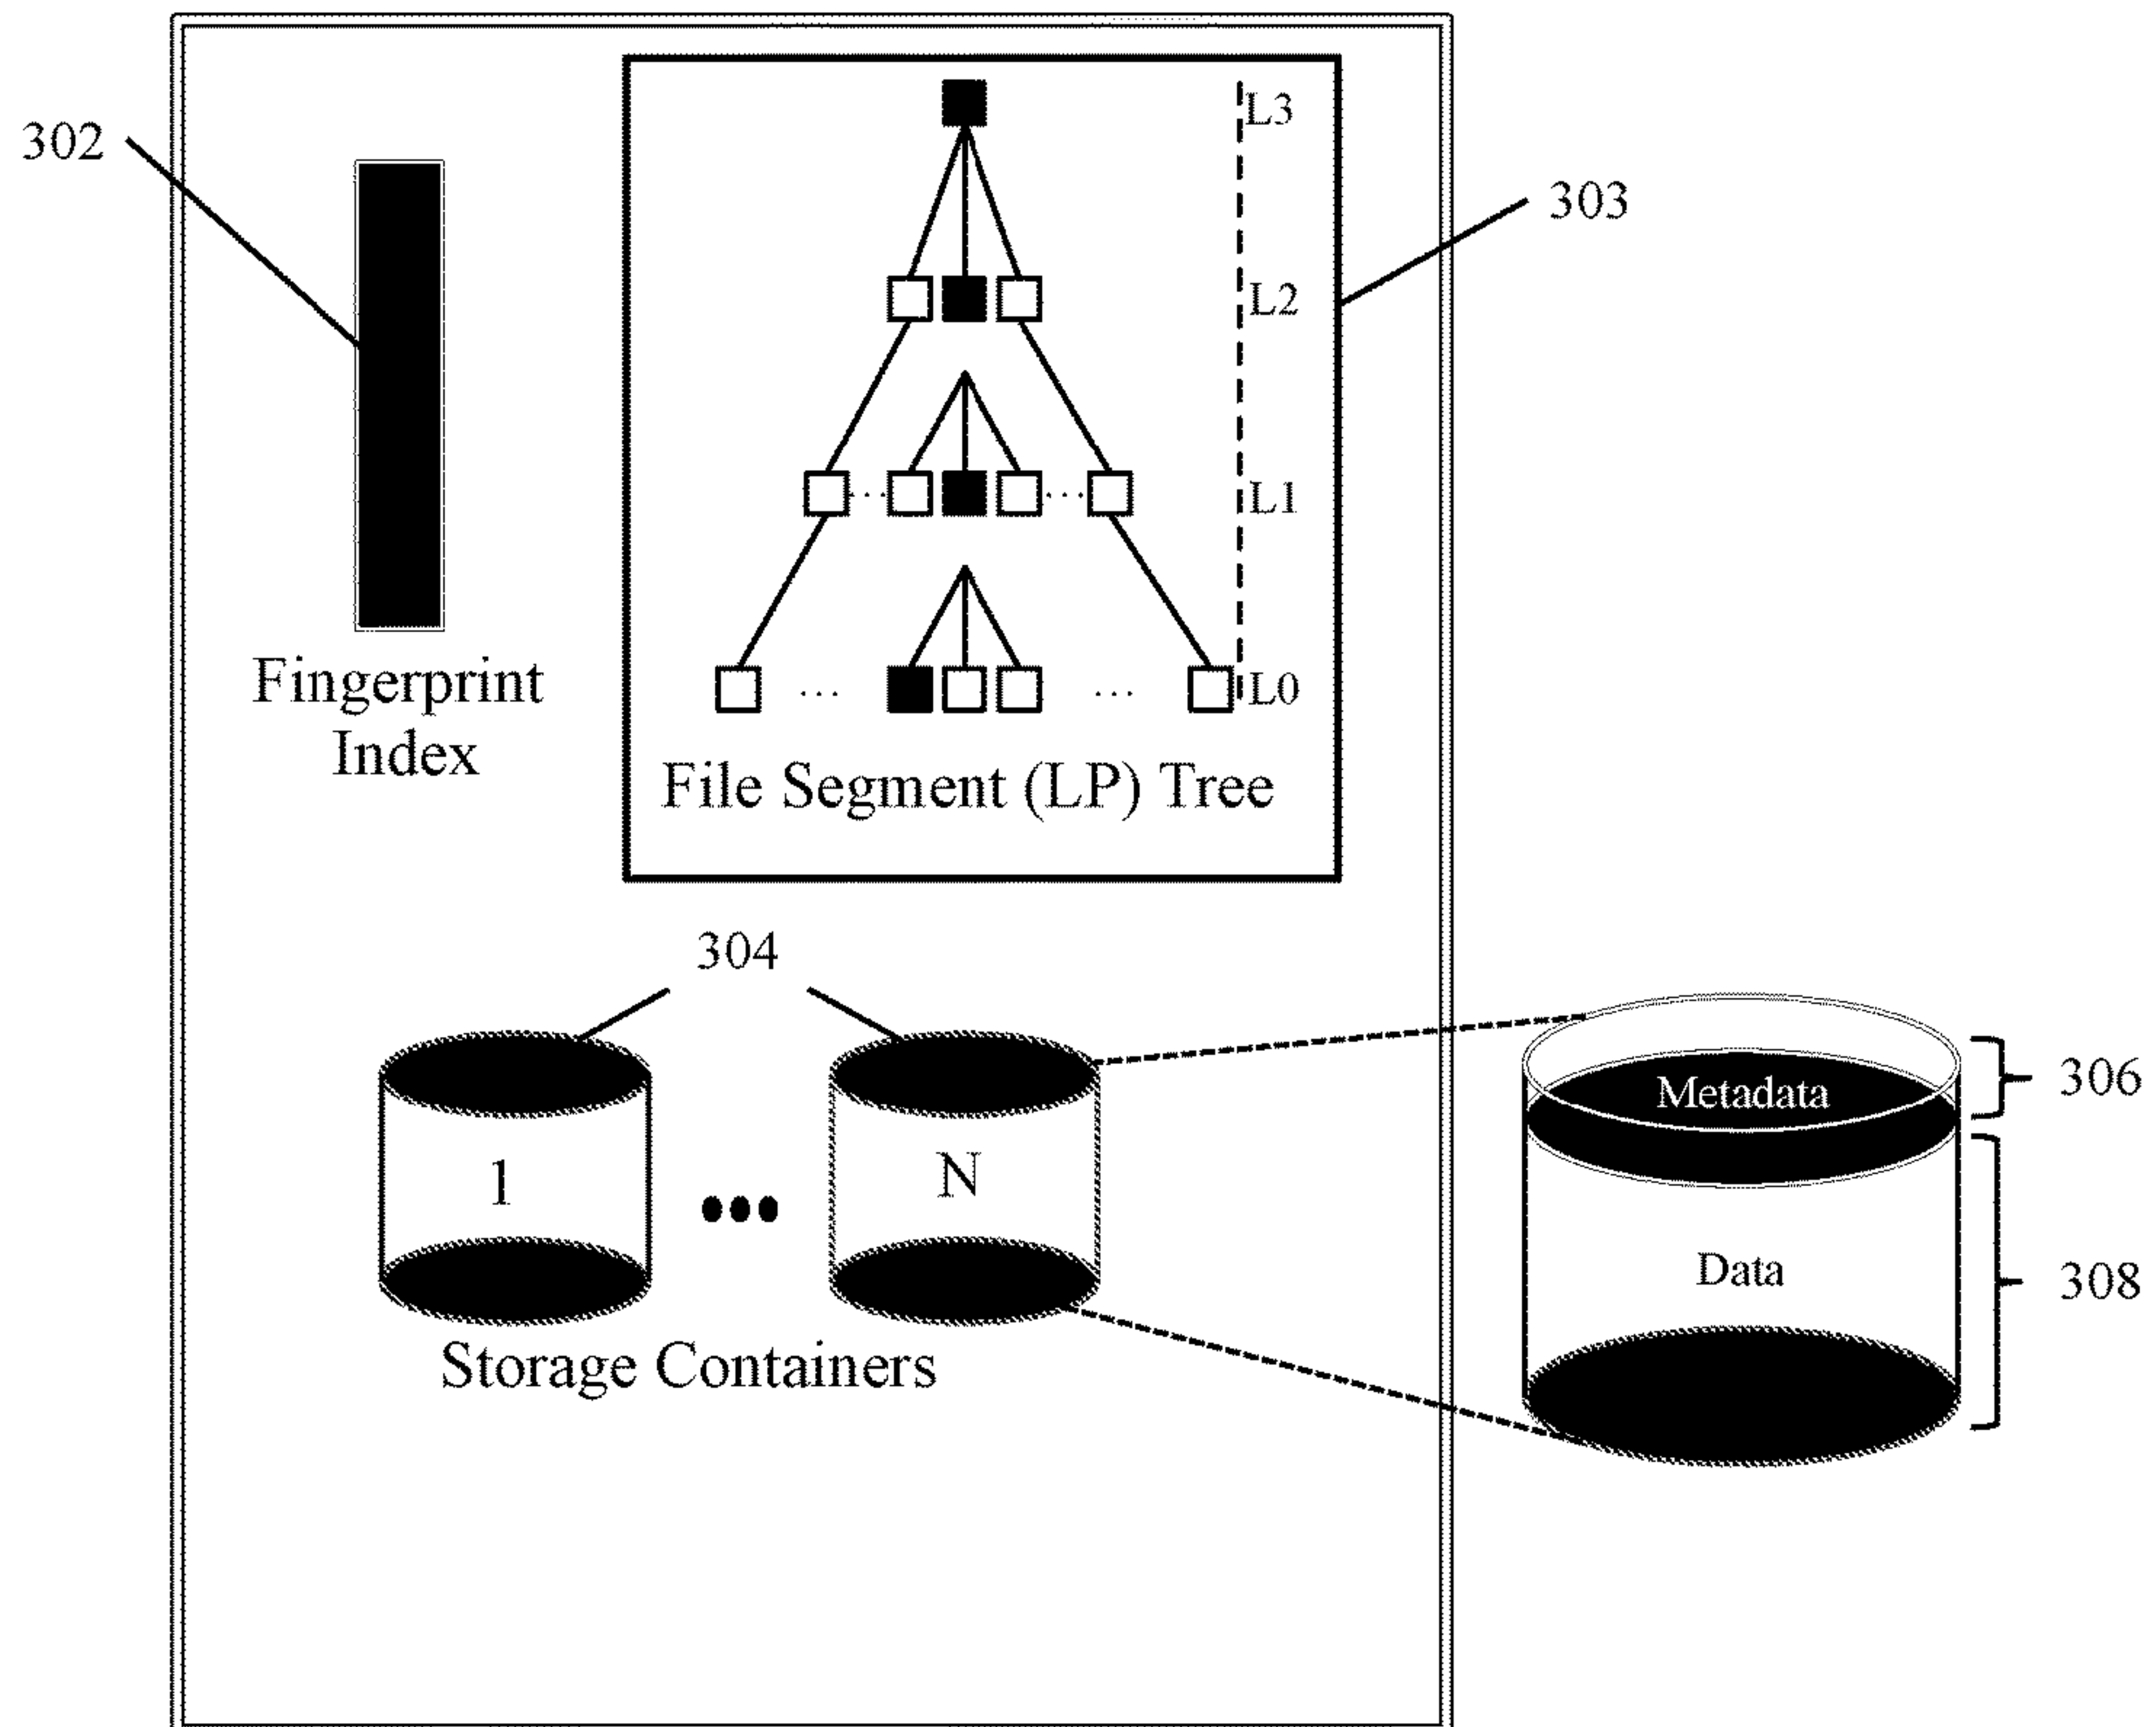 302
L3
303
L2
... ...
L1
... ...
L0
Fingerprint
Index
File Segment (LP) Tree
304
1
...
N
Storage Containers
Metadata
306
Data
308